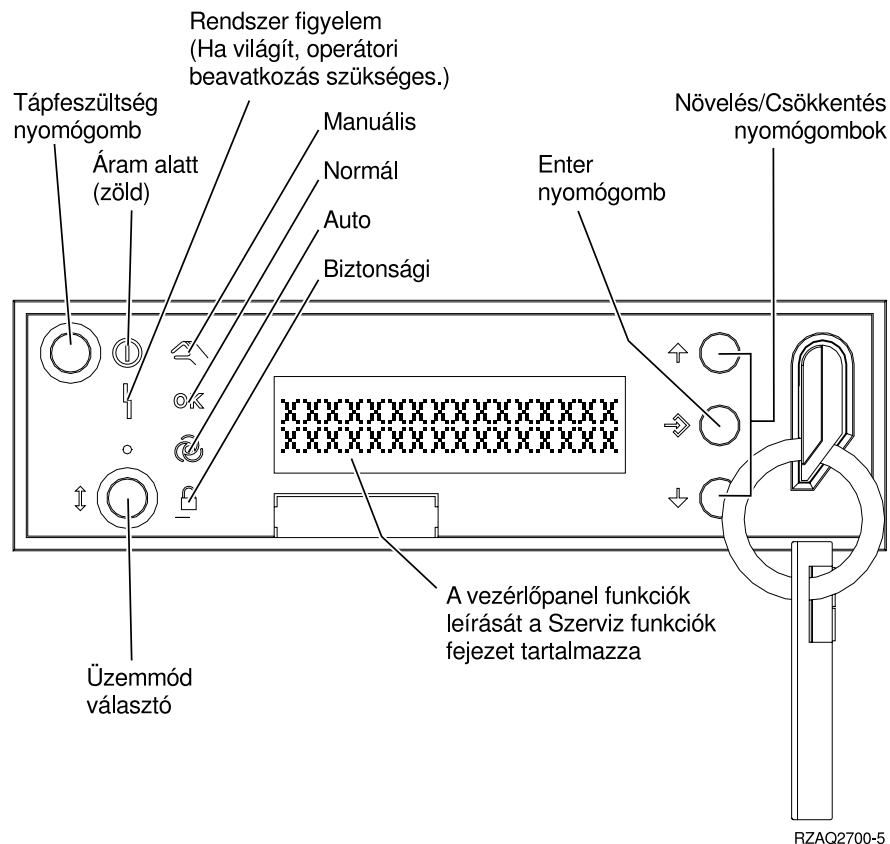 Rendszer figyelem
(Ha világít, operátori
beavatkozás szükséges.)
Tápfeszültség
nyomógomb
Áram alatt
(zöld)
Manuális
Normál
Auto
Biztonsági
Enter
nyomógomb
Növelés/Csökkentés
nyomógombok
OK
XXXXXXXXXXXXXXXX
XXXXXXXXXXXXXXXX
A vezérlőpanel funkciók
leírását a Szerviz funkciók
fejezet tartalmazza
Üzemmód
választó
RZAQ2700-5